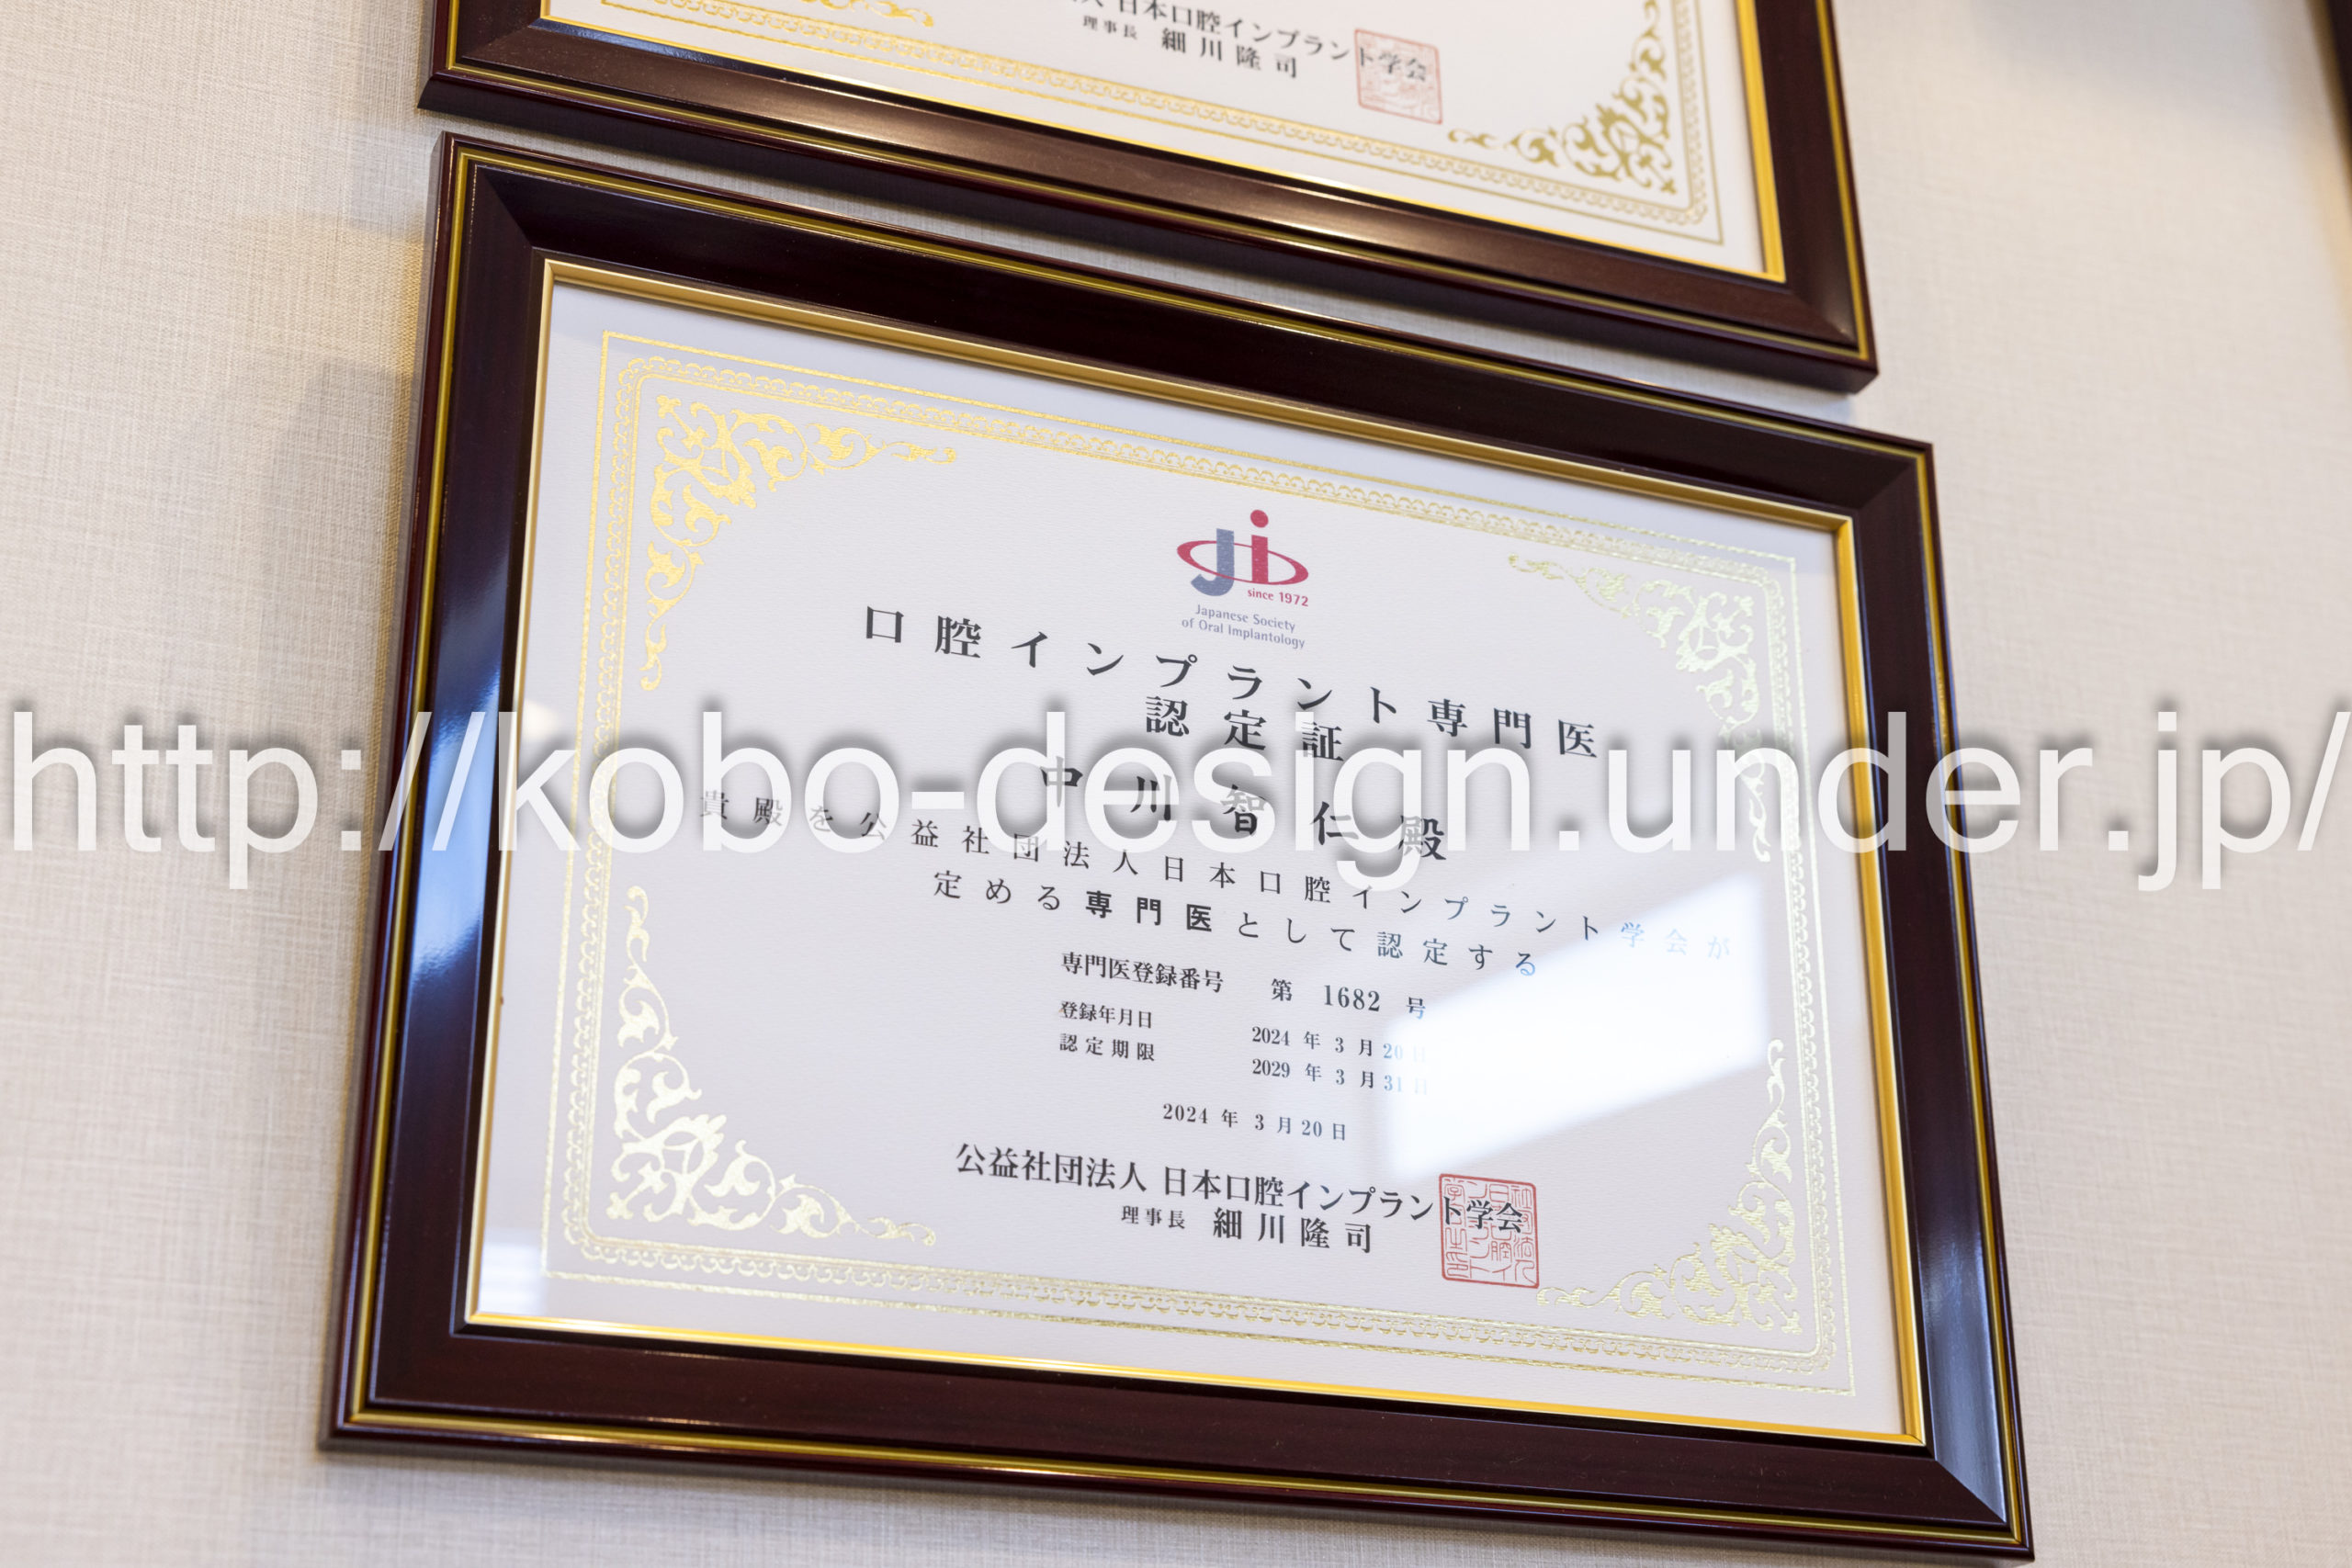 日本口腔インプラント学会
理事長 細川隆司
ji
since 1972
Japanese Society
of Oral Implantology
口腔インプラント専門医
認定証
中川智仁殿
貴殿を公益社団法人日本口腔インプラント学会が
定める専門医として認定する
専門医登録番号 第 1682 号
登録年月日 2024 年 3 月 20 日
認定期限 2029 年 3 月 31 日
2024 年 3 月 20 日
公益社団法人 日本口腔インプラント学会
理事長 細川隆司
http://kobo-design.under.jp/